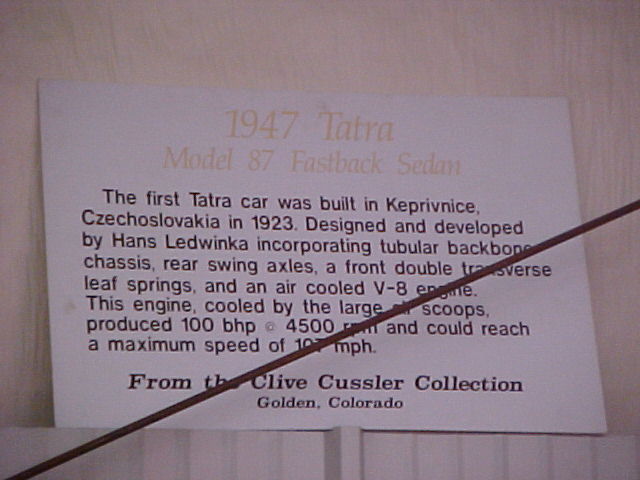 1947 Tatra
Model 87 Fastback Sedan
The first Tatra car was built in Keprivnice,
Czechoslovakia in 1923. Designed and developed
by Hans Ledwinka incorporating tubular backbone
chassis, rear swing axles, a front double transverse
leaf springs, and an air cooled V-8 engine.
This engine, cooled by the large air scoops,
produced 100 bhp @ 4500 rpm and could reach
a maximum speed of mph.
From the Clive Cussler Collection
Golden, Colorado